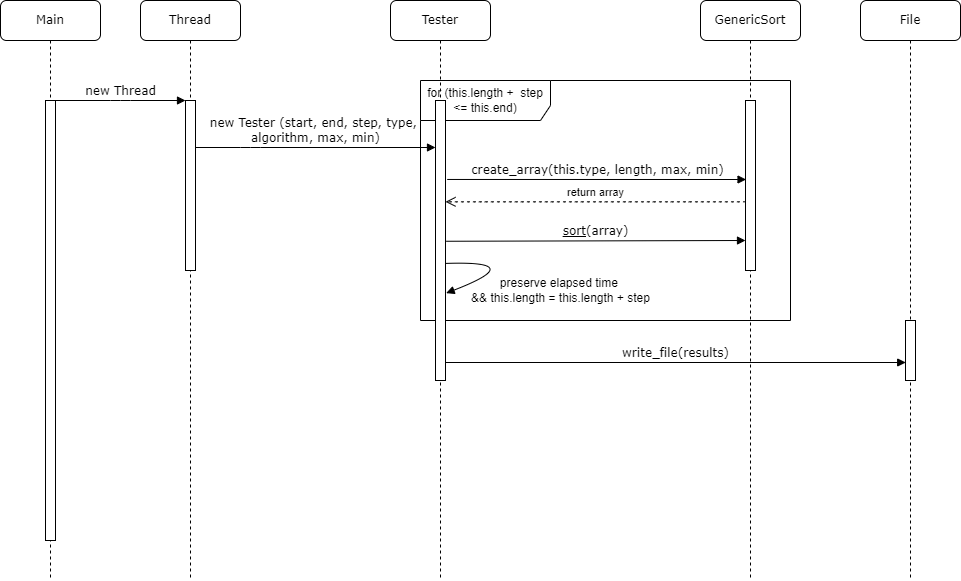 Main
Thread
Tester
GenericSort
File
new Thread
for (this.length + step
<= this.end)
new Tester (start, end, step, type,
algorithm, max, min)
create_array(this.type, length, max, min)
return array
sort(array)
preserve elapsed time
&& this.length = this.length + step
write_file(results)